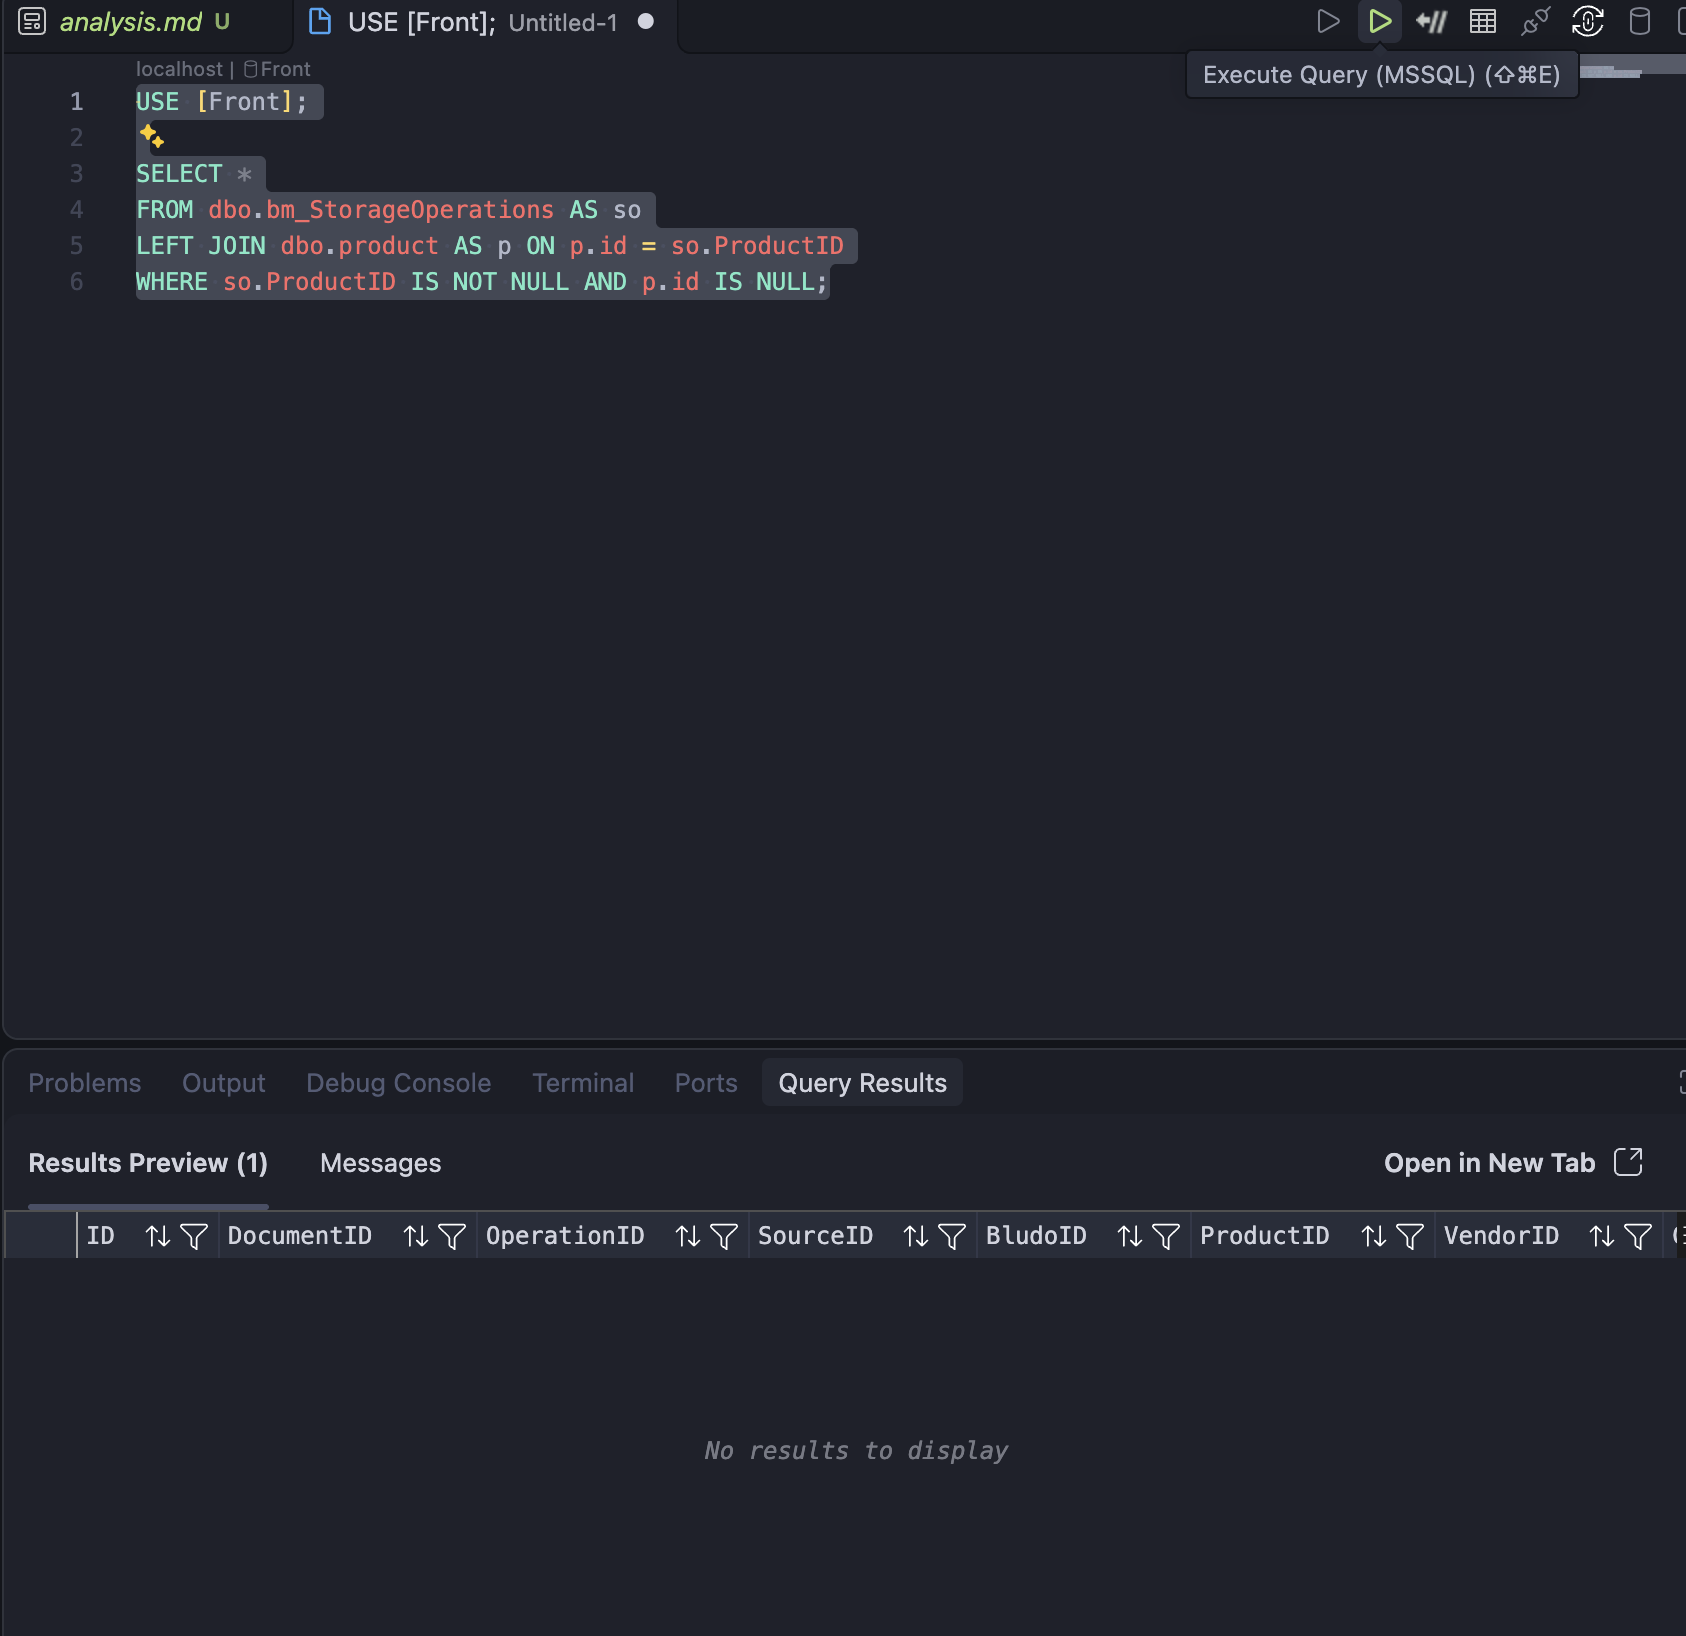 analysis.md U
USE [Front]; Untitled-1
Execute Query (MSSQL) (⇧⌘E)
localhost | Front
1 USE [Front];
2
3 SELECT *
4 FROM dbo.bm_StorageOperations AS so
5 LEFT JOIN dbo.product AS p ON p.id = so.ProductID
6 WHERE so.ProductID IS NOT NULL AND p.id IS NULL;
Problems Output Debug Console Terminal Ports Query Results
Results Preview (1) Messages Open in New Tab
ID DocumentID OperationID SourceID BludoID ProductID VendorID
No results to display